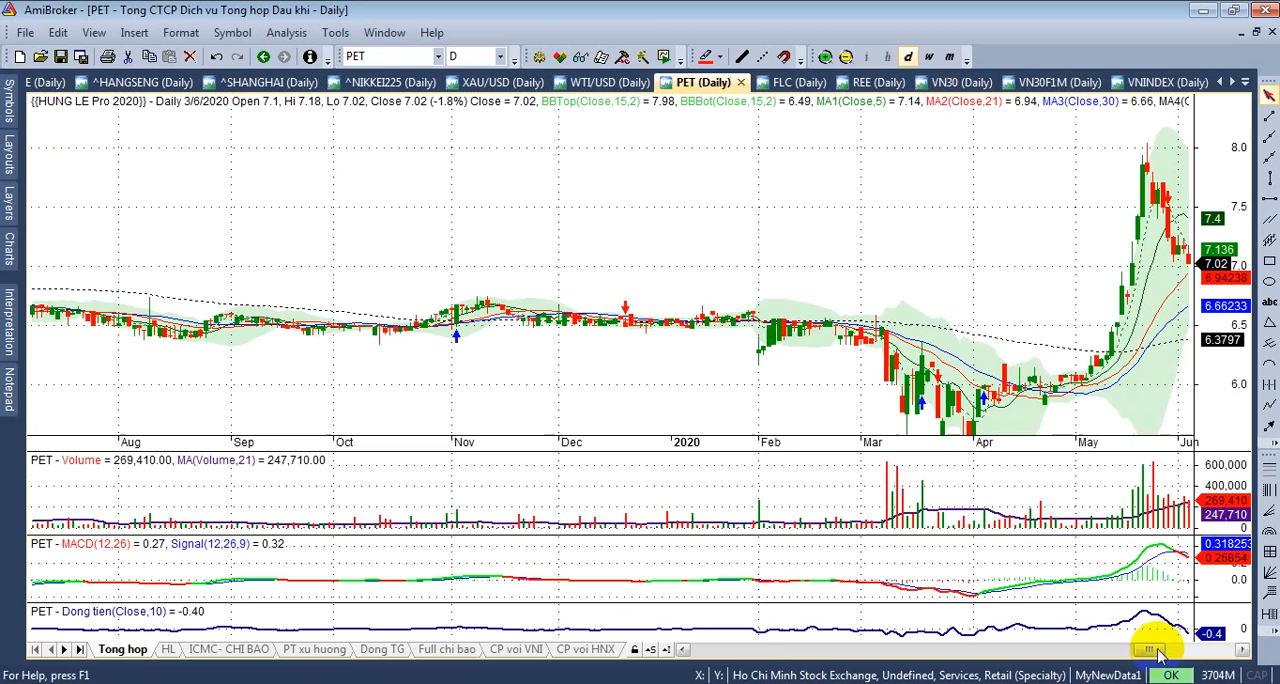 AmiBroker - [PET - Tong CTCP Dich vu Tong hop Dau khi - Daily]
File Edit View Insert Format Symbol Analysis Tools Window Help
PET D i h d w m
E (Daily) ^HANGSENG (Daily) ^SHANGHAI (Daily) ^NIKKEI225 (Daily) XAU/USD (Daily) WTI/USD (Daily) PET (Daily) FLC (Daily) REE (Daily) VN30 (Daily) VN30F1M (Daily) VNINDEX (Daily)
{{HUNG LE Pro 2020}} - Daily 3/6/2020 Open 7.1, Hi 7.18, Lo 7.02, Close 7.02 (-1.8%) Close = 7.02, BBTop(Close,15,2) = 7.98, BBBot(Close,15,2) = 6.49, MA1(Close,5) = 7.14, MA2(Close,21) = 6.94, MA3(Close,30) = 6.66, MA4(C
Symbols
Layouts
Layers
Charts
Interpretation
Notepad
abc
8.0
7.5
7.4
7.136
7.02
7.0
6.94238
6.66233
6.5
6.3797
6.0
Aug Sep Oct Nov Dec 2020 Feb Mar Apr May Jun
PET - Volume = 269,410.00, MA(Volume,21) = 247,710.00
600,000
400,000
269,410
247,710
0
PET - MACD(12,26) = 0.27, Signal(12,26,9) = 0.32
0.318253
0.26854
0.0
PET - Dong tien(Close,10) = -0.40
0
-0.4
Tong hop HL ICMC- CHI BAO PT xu huong Dong TG Full chi bao CP voi VNI CP voi HNX S I
For Help, press F1 X: Y: Ho Chi Minh Stock Exchange, Undefined, Services, Retail (Specialty) MyNewData1 OK 3704M CAP